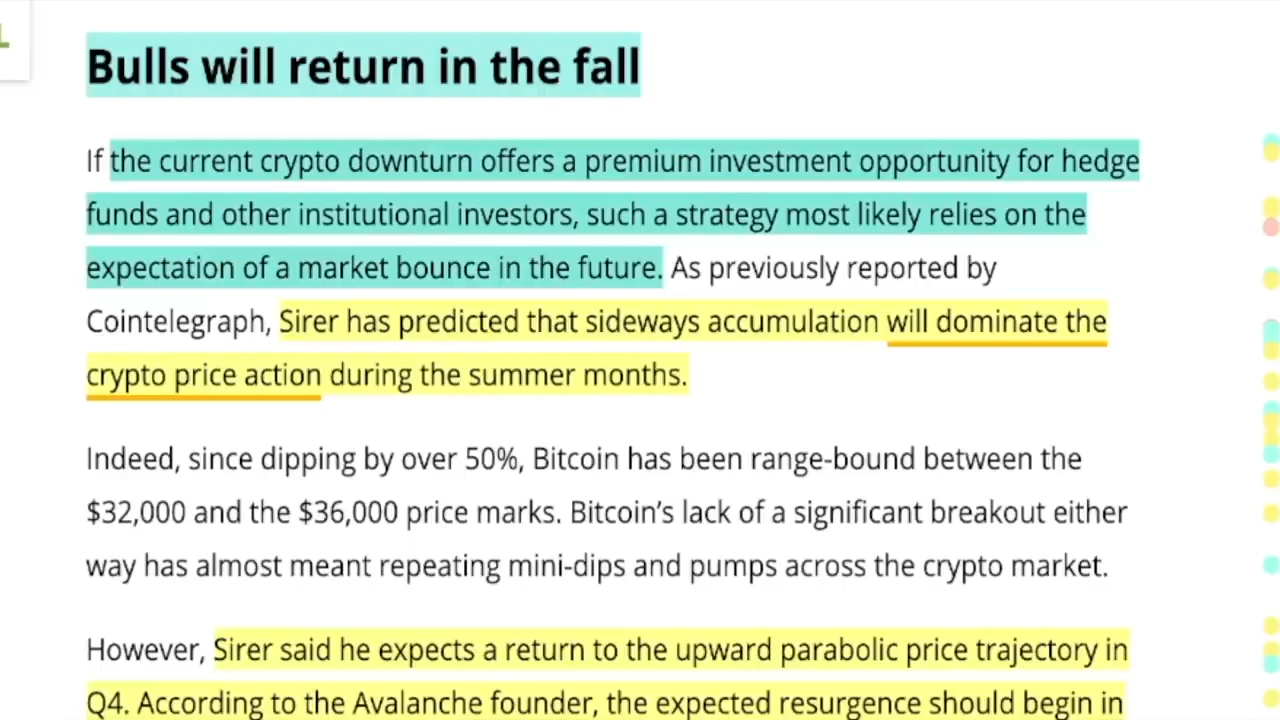 Bulls will return in the fall
If the current crypto downturn offers a premium investment opportunity for hedge
funds and other institutional investors, such a strategy most likely relies on the
expectation of a market bounce in the future. As previously reported by
Cointelegraph, Sirer has predicted that sideways accumulation will dominate the
crypto price action during the summer months.
Indeed, since dipping by over 50%, Bitcoin has been range-bound between the
$32,000 and the $36,000 price marks. Bitcoin’s lack of a significant breakout either
way has almost meant repeating mini-dips and pumps across the crypto market.
However, Sirer said he expects a return to the upward parabolic price trajectory in
Q4. According to the Avalanche founder, the expected resurgence should begin in